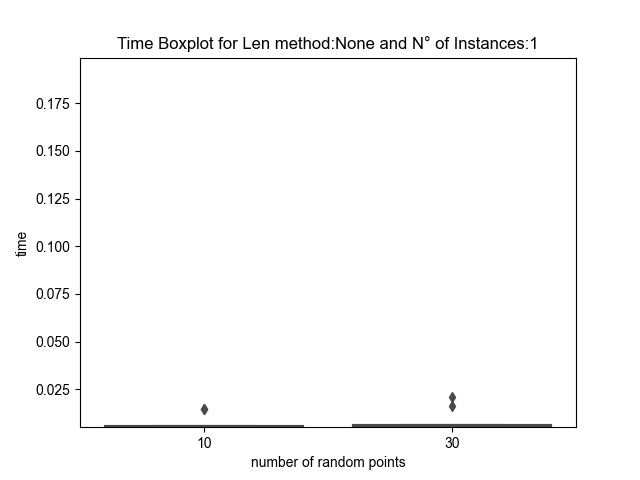 Time Boxplot for Len method:None and N° of Instances:1
0.175
0.150
0.125
0.100
0.075
0.050
0.025
time
10 30
number of random points